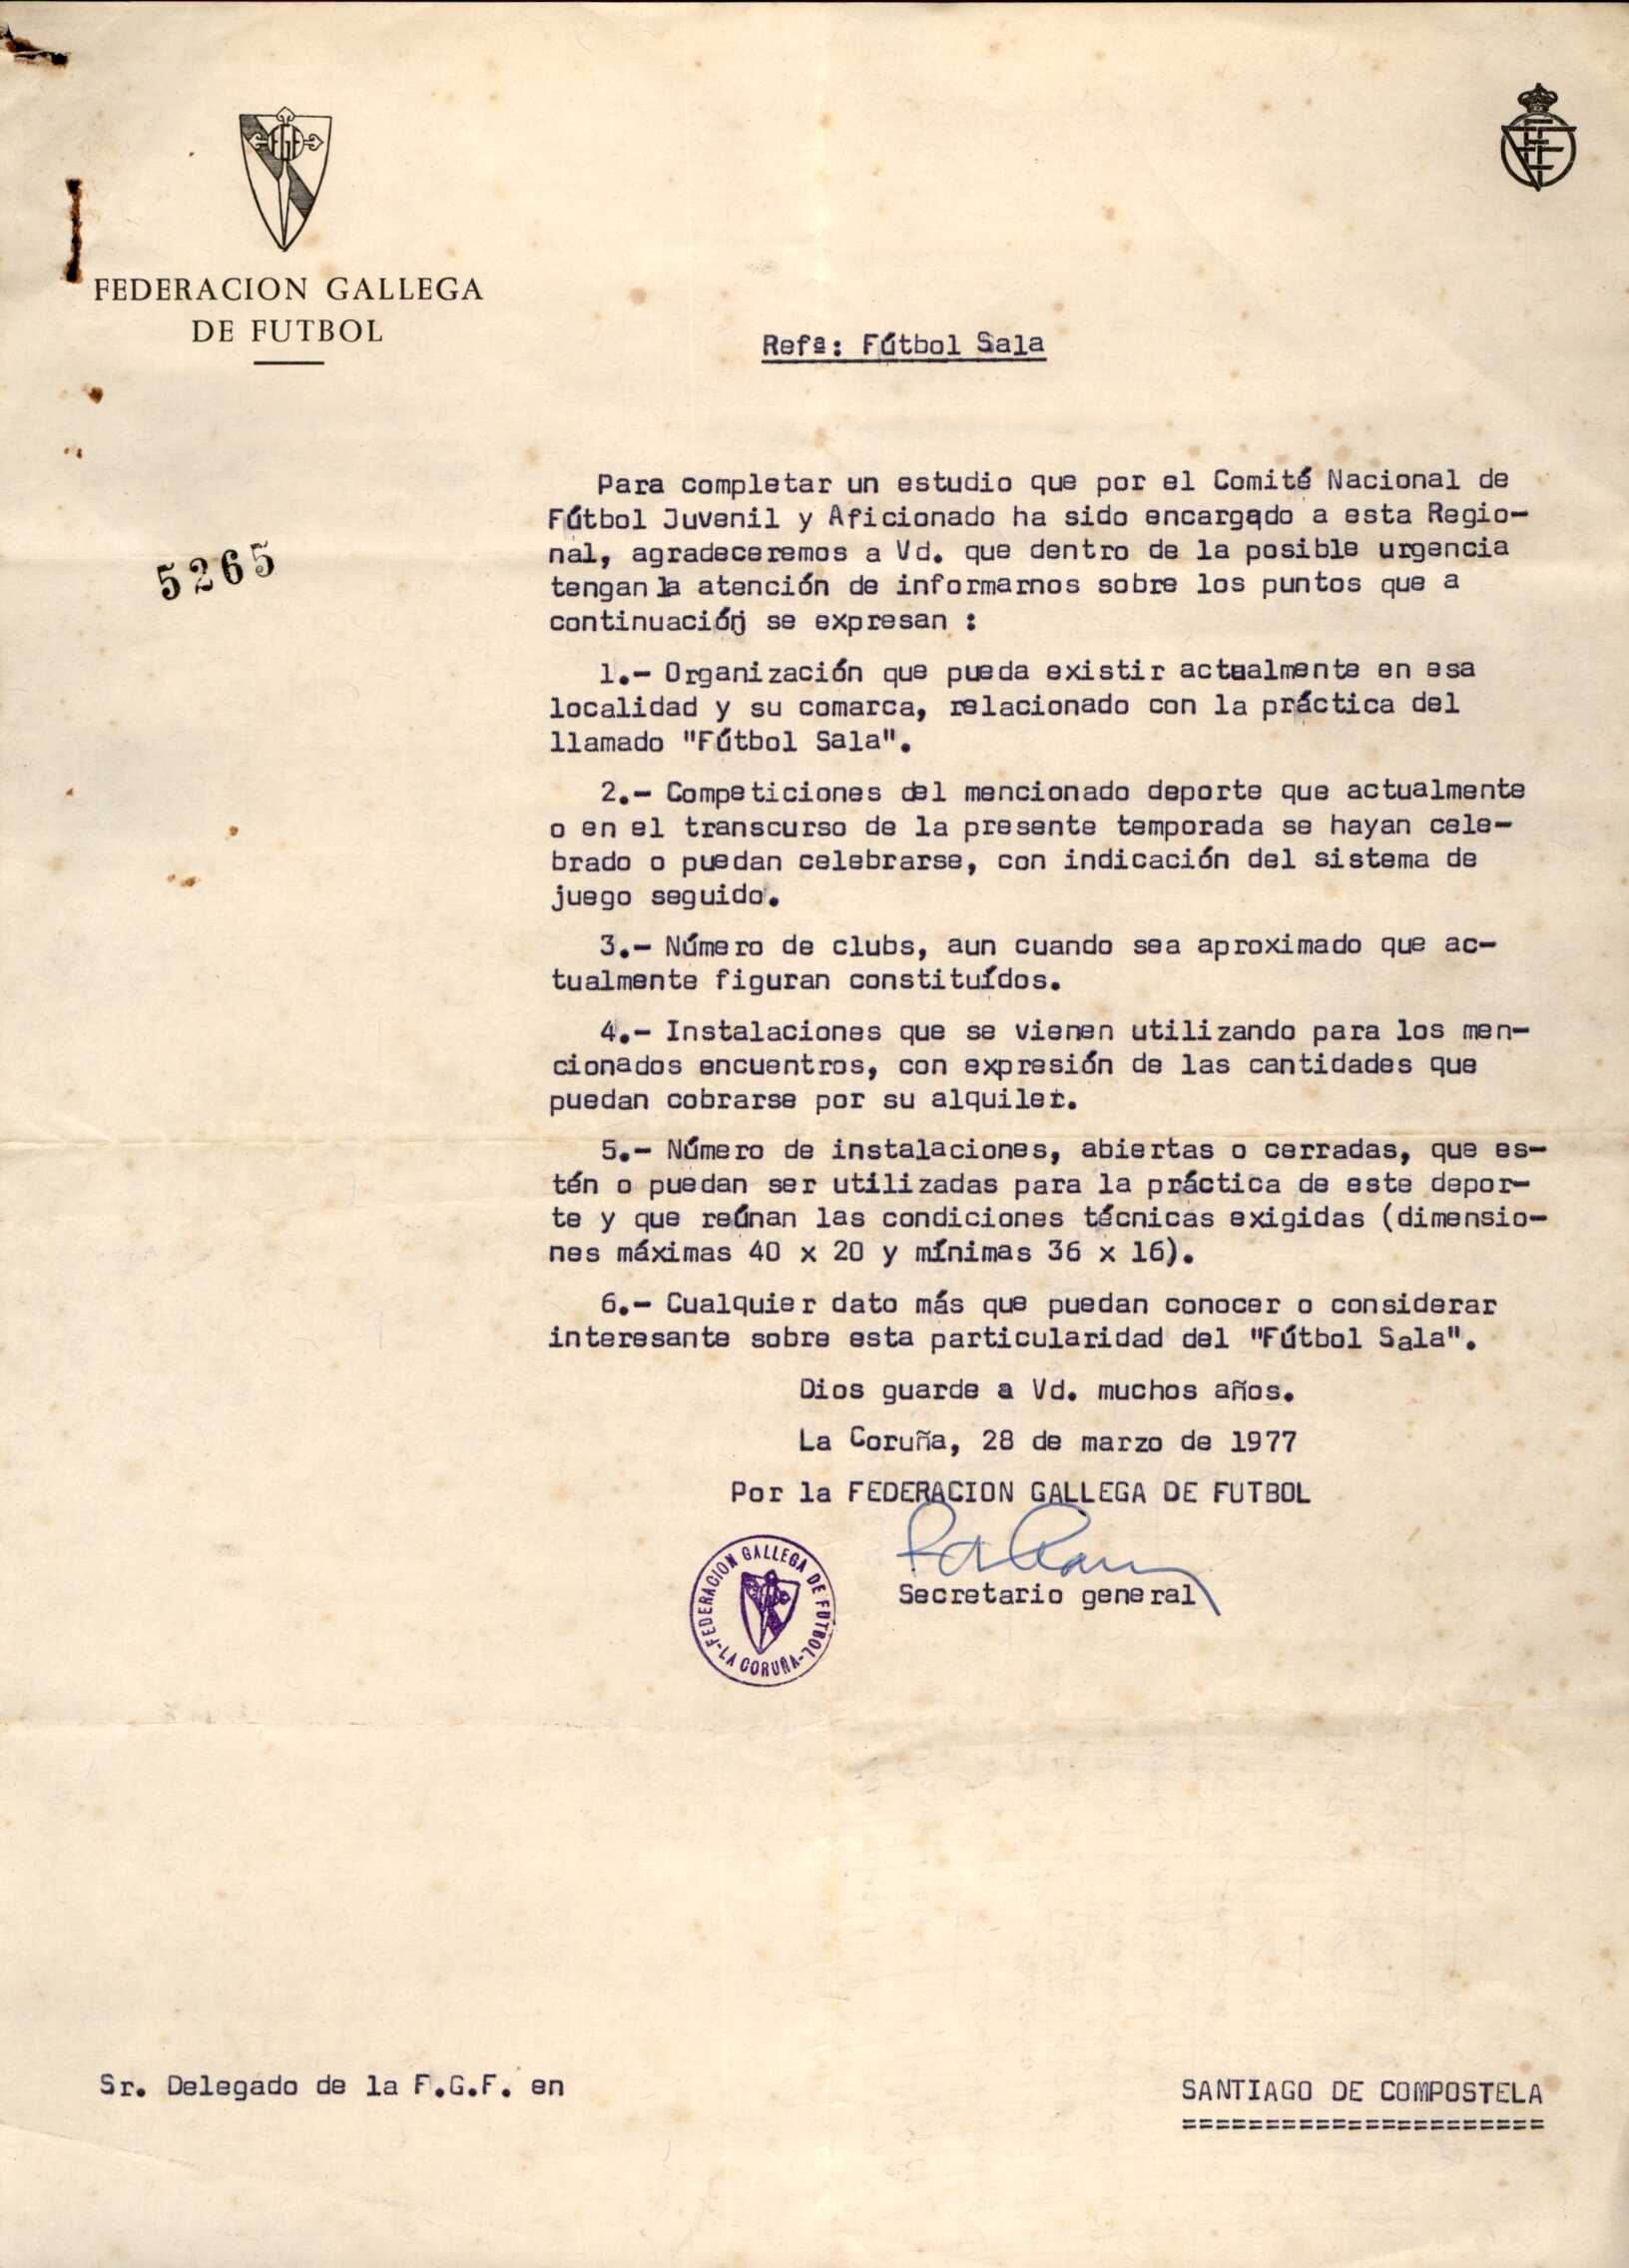 FGF
FEDERACION GALLEGA
DE FUTBOL
Refª: Fútbol Sala
5265
Para completar un estudio que por el Comité Nacional de
Fútbol Juvenil y Aficionado ha sido encargado a esta Regio-
nal, agradeceremos a Vd. que dentro de la posible urgencia
tengan la atención de informarnos sobre los puntos que a
continuación se expresan :
1.- Organización que pueda existir actualmente en esa
localidad y su comarca, relacionado con la práctica del
llamado "Fútbol Sala".
2.- Competiciones del mencionado deporte que actualmente
o en el transcurso de la presente temporada se hayan cele-
brado o puedan celebrarse, con indicación del sistema de
juego seguido.
3.- Número de clubs, aun cuando sea aproximado que ac-
tualmente figuran constituídos.
4.- Instalaciones que se vienen utilizando para los men-
cionados encuentros, con expresión de las cantidades que
puedan cobrarse por su alquiler.
5.- Número de instalaciones, abiertas o cerradas, que es-
tén o puedan ser utilizadas para la práctica de este depor-
te y que reúnan las condiciones técnicas exigidas (dimensio-
nes máximas 40 x 20 y mínimas 36 x 16).
6.- Cualquier dato más que puedan conocer o considerar
interesante sobre esta particularidad del "Fútbol Sala".
Dios guarde a Vd. muchos años.
La Coruña, 28 de marzo de 1977
Por la FEDERACION GALLEGA DE FUTBOL
Secretario general
FEDERACION GALLEGA DE FUTBOL
-LA CORUÑA-
Sr. Delegado de la F.G.F. en
SANTIAGO DE COMPOSTELA
======================